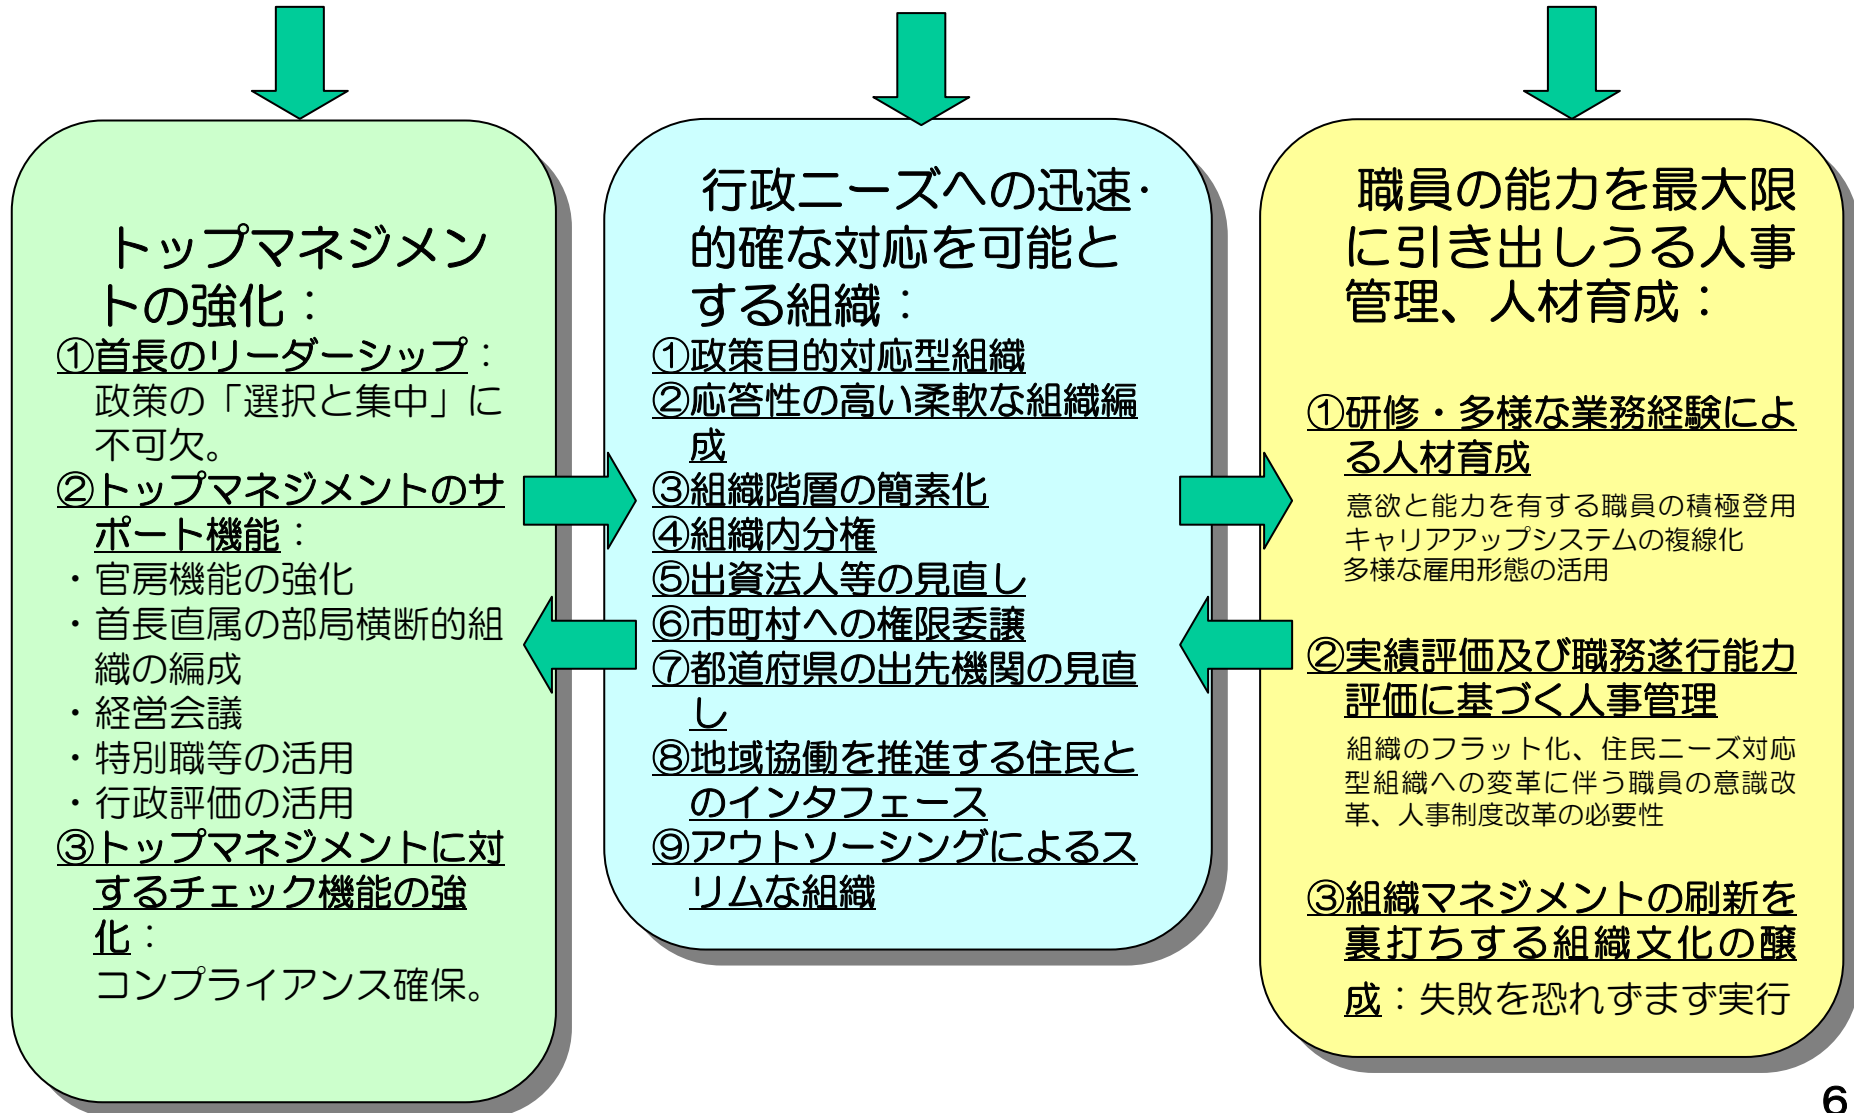 トップマネジメン
トの強化：
①首長のリーダーシップ：
政策の「選択と集中」に
不可欠。
②トップマネジメントのサ
ポート機能：
・官房機能の強化
・首長直属の部局横断的組
織の編成
・経営会議
・特別職等の活用
・行政評価の活用
③トップマネジメントに対
するチェック機能の強
化：
コンプライアンス確保。
行政ニーズへの迅速・
的確な対応を可能と
する組織：
①政策目的対応型組織
②応答性の高い柔軟な組織編
成
③組織階層の簡素化
④組織内分権
⑤出資法人等の見直し
⑥市町村への権限委譲
⑦都道府県の出先機関の見直
し
⑧地域協働を推進する住民と
のインタフェース
⑨アウトソーシングによるス
リムな組織
職員の能力を最大限
に引き出しうる人事
管理、人材育成：
①研修・多様な業務経験によ
る人材育成
意欲と能力を有する職員の積極登用
キャリアアップシステムの複線化
多様な雇用形態の活用
②実績評価及び職務遂行能力
評価に基づく人事管理
組織のフラット化、住民ニーズ対応
型組織への変革に伴う職員の意識改
革、人事制度改革の必要性
③組織マネジメントの刷新を
裏打ちする組織文化の醸
成：失敗を恐れずまず実行
6